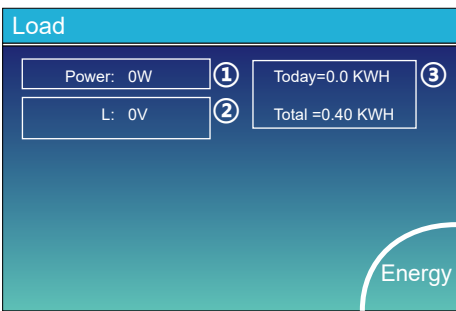 Load
Power: 0W ① Today=0.0 KWH ③
L: 0V ② Total =0.40 KWH
Energy